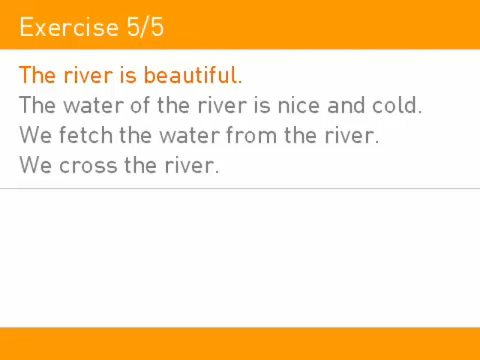 Exercise 5/5
The river is beautiful.
The water of the river is nice and cold.
We fetch the water from the river.
We cross the river.